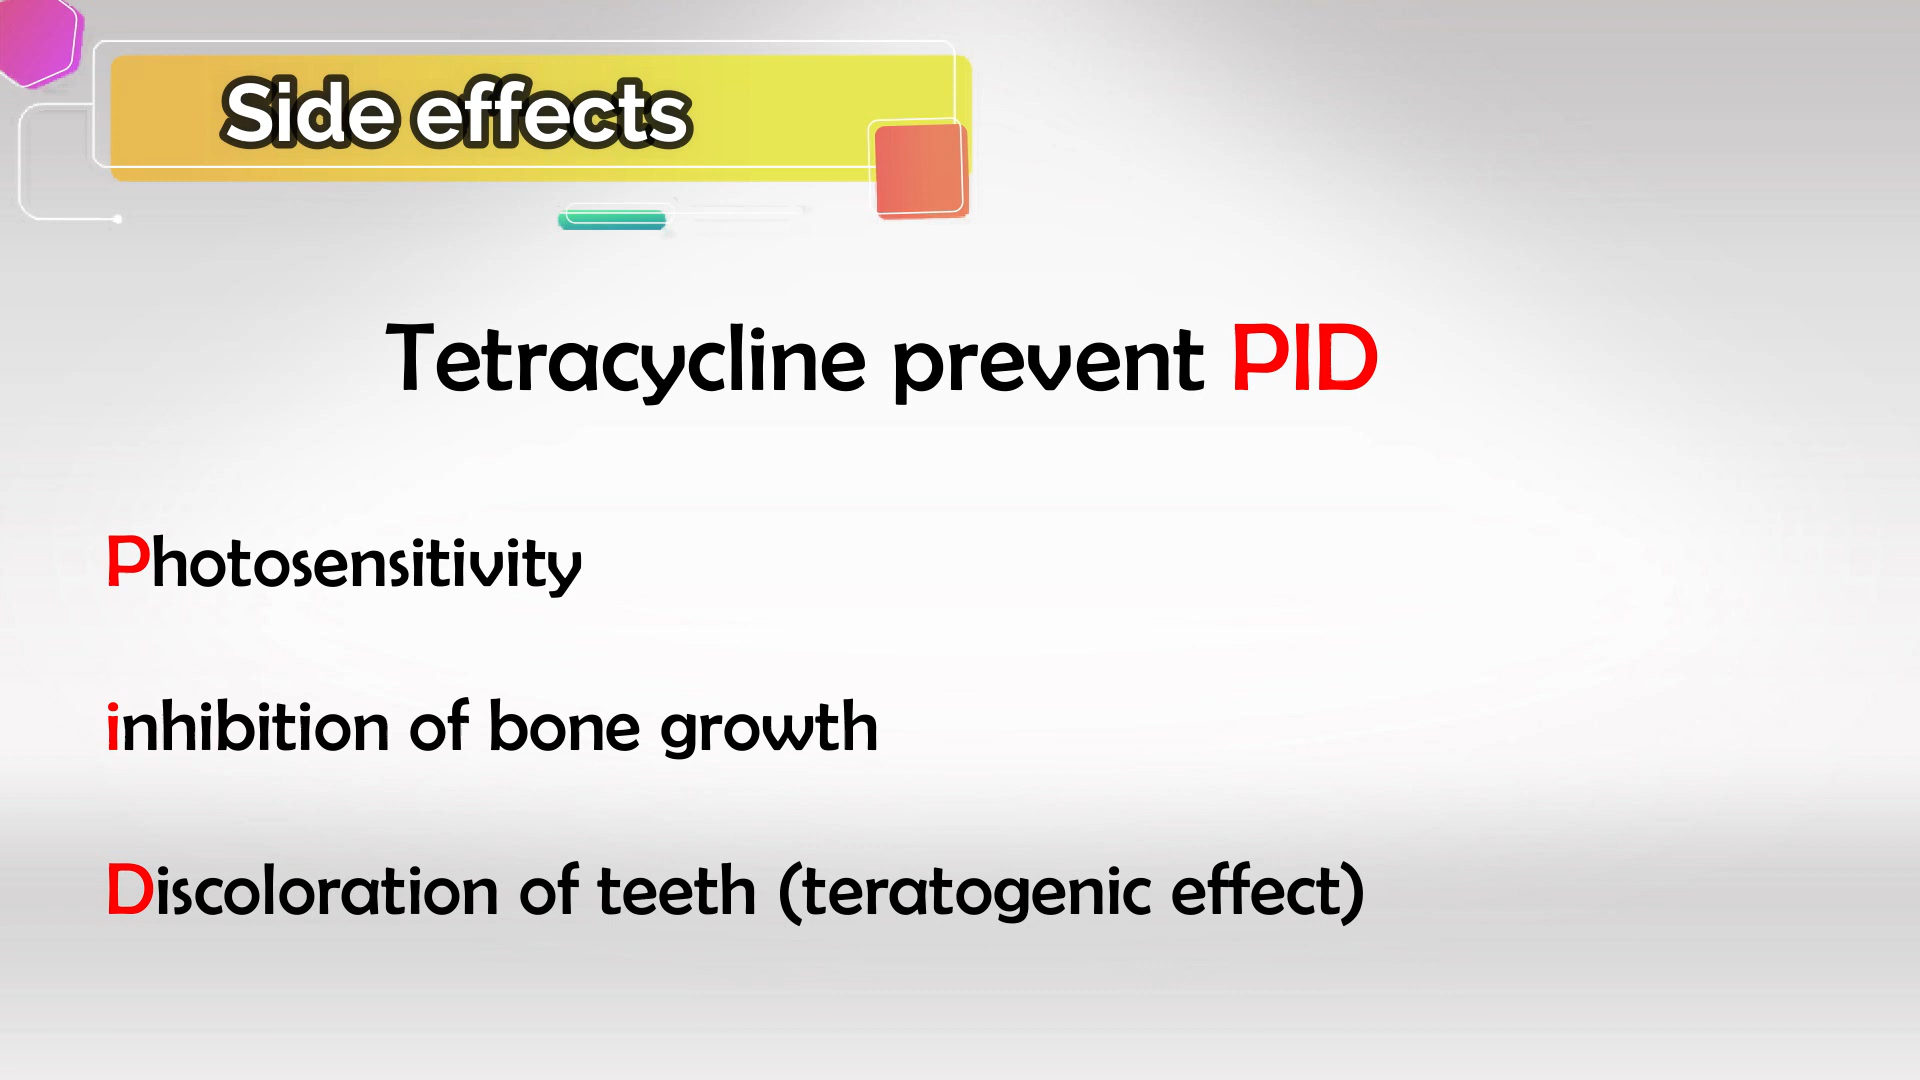 Side effects
Tetracycline prevent PID
Photosensitivity
inhibition of bone growth
Discoloration of teeth (teratogenic effect)